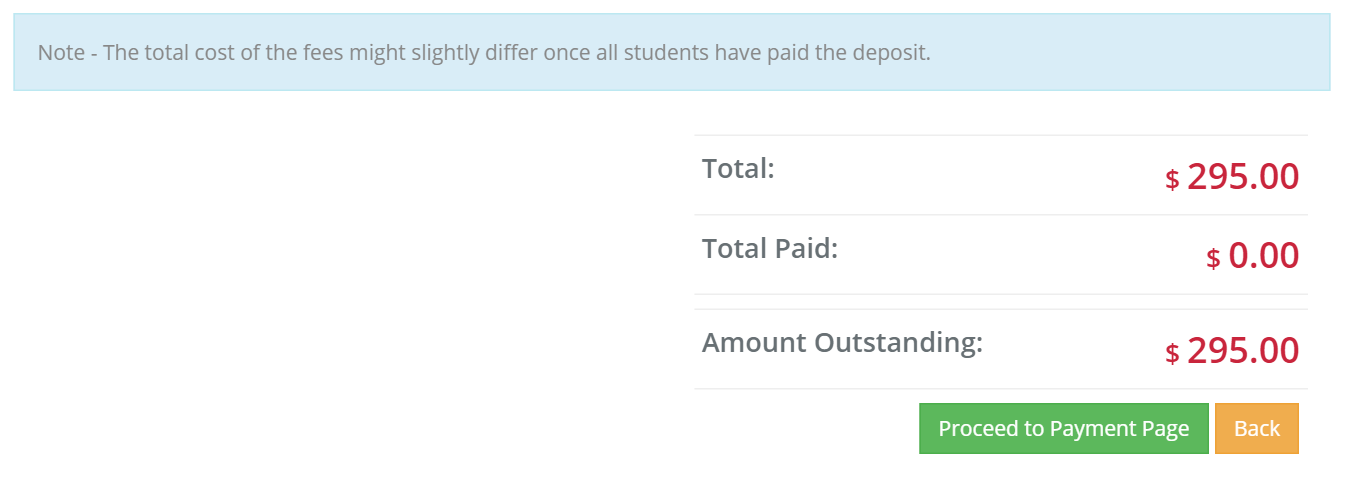 Note - The total cost of the fees might slightly differ once all students have paid the deposit.
Total: $ 295.00
Total Paid: $ 0.00
Amount Outstanding: $ 295.00
Proceed to Payment Page Back